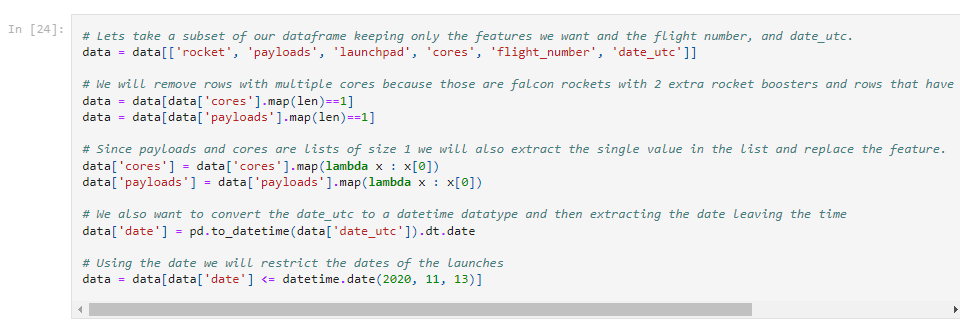 In [24]:
# Lets take a subset of our dataframe keeping only the features we want and the flight number, and date_utc.
data = data[['rocket', 'payloads', 'launchpad', 'cores', 'flight_number', 'date_utc']]
# We will remove rows with multiple cores because those are falcon rockets with 2 extra rocket boosters and rows that have
data = data[data['cores'].map(len)==1]
data = data[data['payloads'].map(len)==1]
# Since payloads and cores are lists of size 1 we will also extract the single value in the list and replace the feature.
data['cores'] = data['cores'].map(lambda x : x[0])
data['payloads'] = data['payloads'].map(lambda x : x[0])
# We also want to convert the date_utc to a datetime datatype and then extracting the date leaving the time
data['date'] = pd.to_datetime(data['date_utc']).dt.date
# Using the date we will restrict the dates of the launches
data = data[data['date'] <= datetime.date(2020, 11, 13)]